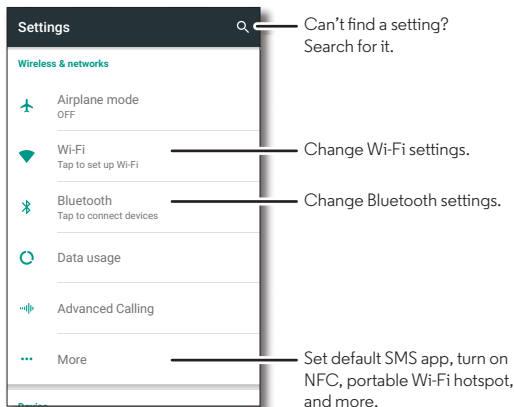 Settings
Can't find a setting?
Search for it.
Wireless & networks
Airplane mode
OFF
Wi-Fi
Tap to set up Wi-Fi
Change Wi-Fi settings.
Bluetooth
Tap to connect devices
Change Bluetooth settings.
Data usage
Advanced Calling
More
Set default SMS app, turn on
NFC, portable Wi-Fi hotspot,
and more.
Device